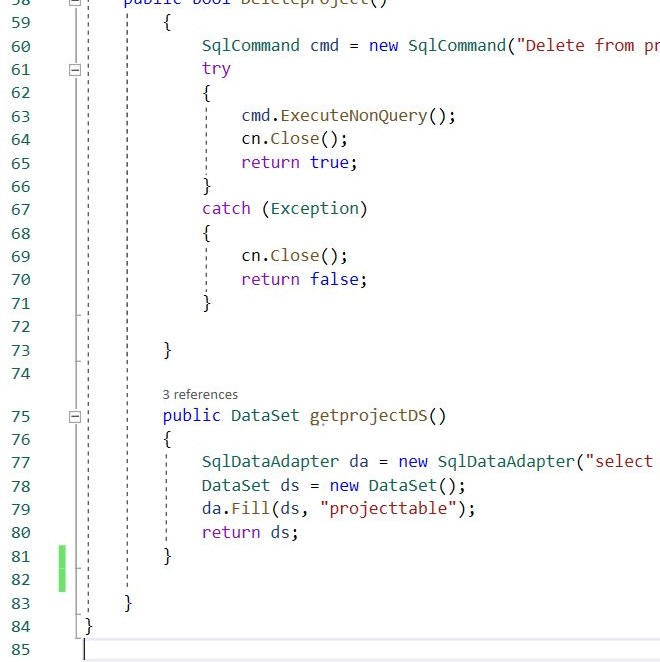 58 public bool DeleteProject()
59 {
60 SqlCommand cmd = new SqlCommand("Delete from pr
61 try
62 {
63 cmd.ExecuteNonQuery();
64 cn.Close();
65 return true;
66 }
67 catch (Exception)
68 {
69 cn.Close();
70 return false;
71 }
72
73 }
74
3 references
75 public DataSet getprojectDS()
76 {
77 SqlDataAdapter da = new SqlDataAdapter("select
78 DataSet ds = new DataSet();
79 da.Fill(ds, "projecttable");
80 return ds;
81 }
82
83 }
84 }
85